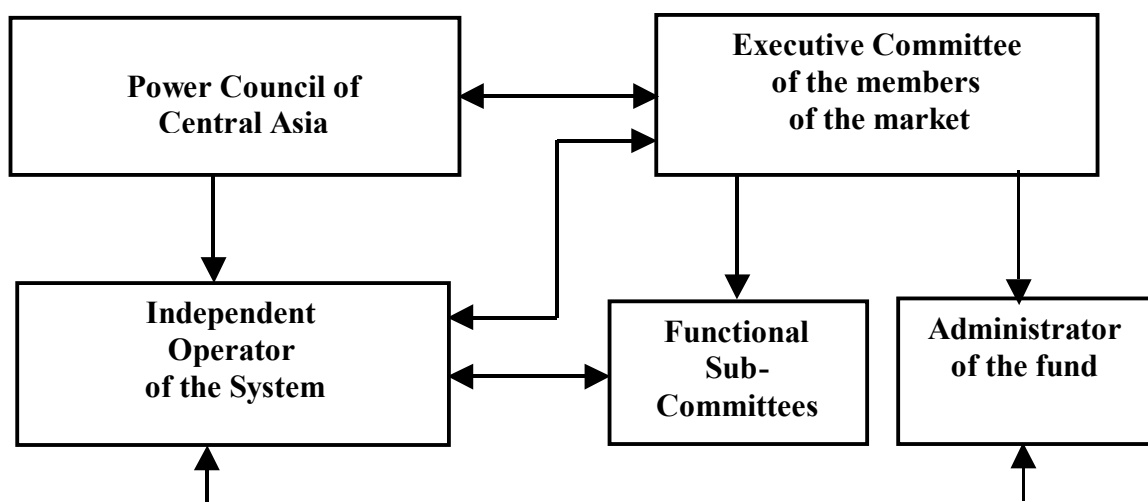 Power Council of
Central Asia
Executive Committee
of the members
of the market
Independent
Operator
of the System
Functional
Sub-
Committees
Administrator
of the fund